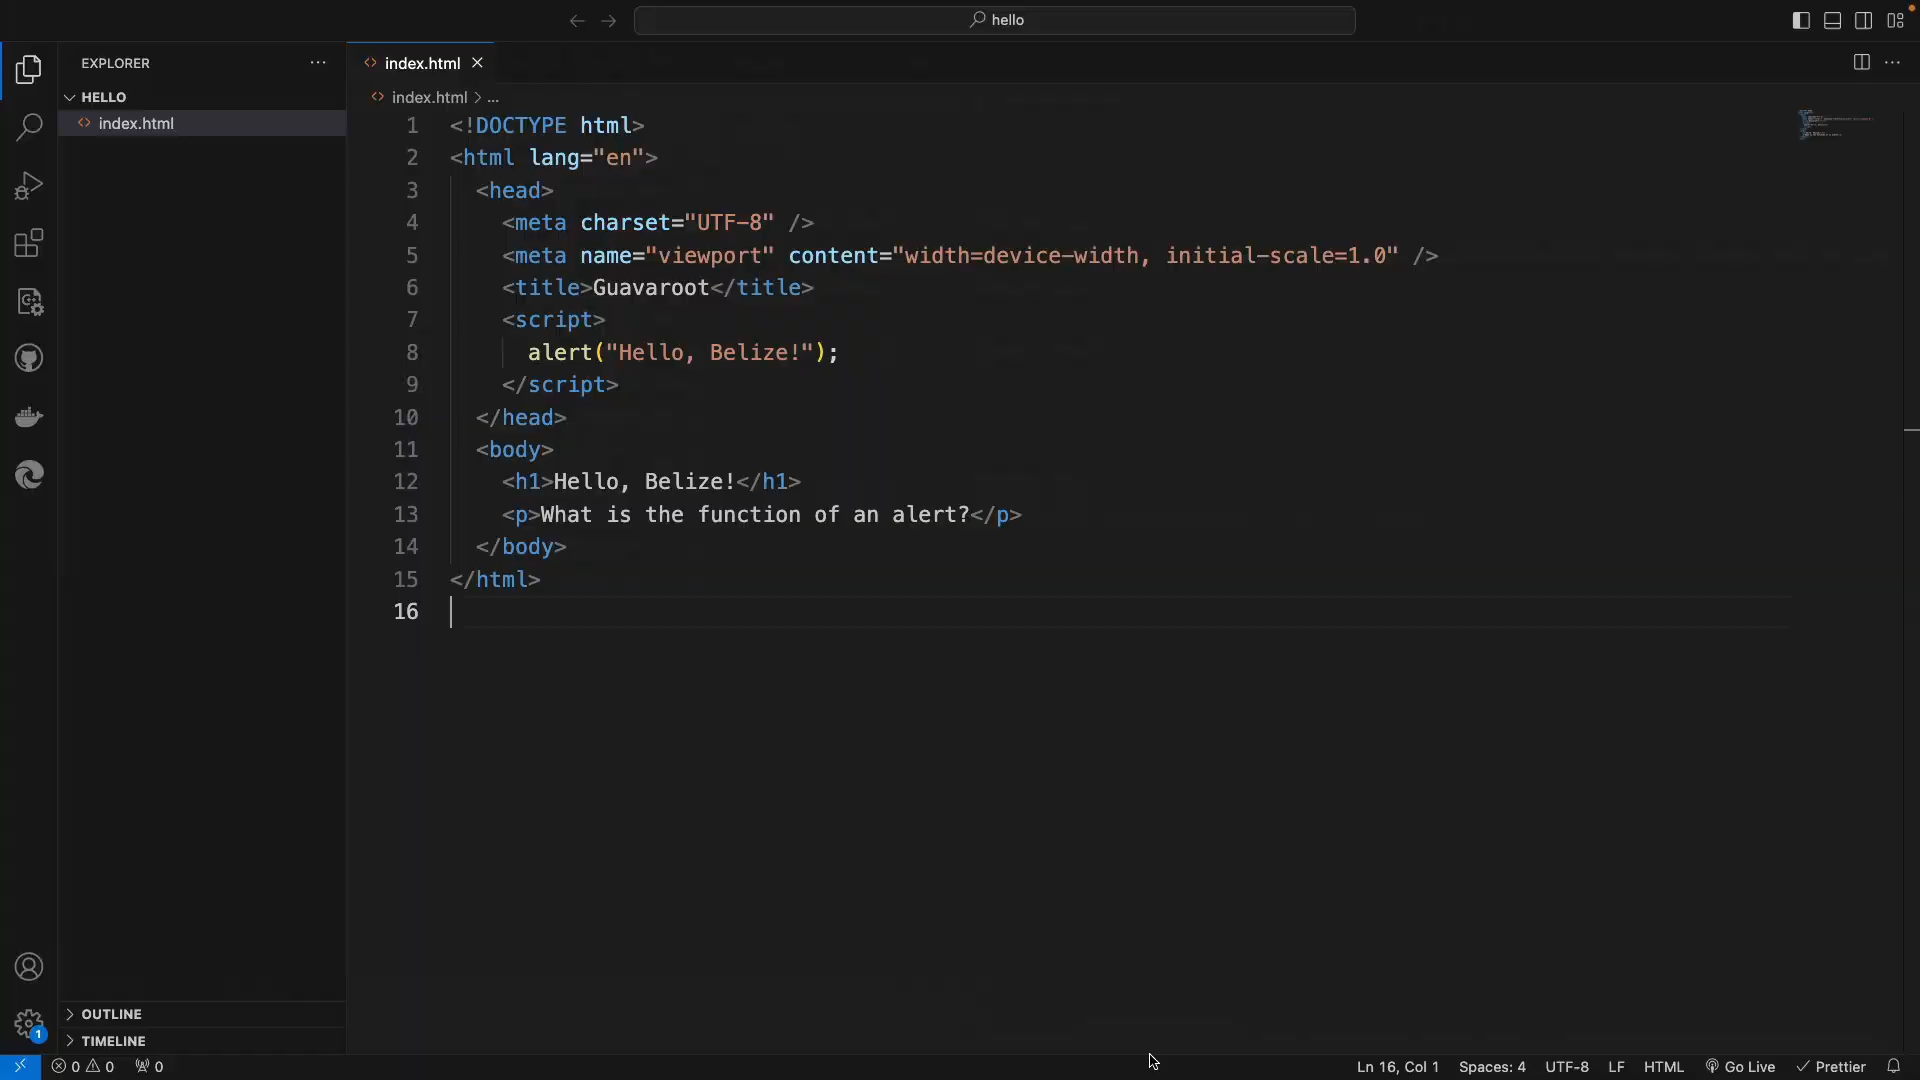 hello
EXPLORER
HELLO
index.html
index.html
index.html > ...
1 <!DOCTYPE html>
2 <html lang="en">
3 <head>
4 <meta charset="UTF-8" />
5 <meta name="viewport" content="width=device-width, initial-scale=1.0" />
6 <title>Guavaroot</title>
7 <script>
8 alert("Hello, Belize!");
9 </script>
10 </head>
11 <body>
12 <h1>Hello, Belize!</h1>
13 <p>What is the function of an alert?</p>
14 </body>
15 </html>
16
OUTLINE
1
TIMELINE
0 0 0 Ln 16, Col 1 Spaces: 4 UTF-8 LF HTML Go Live Prettier